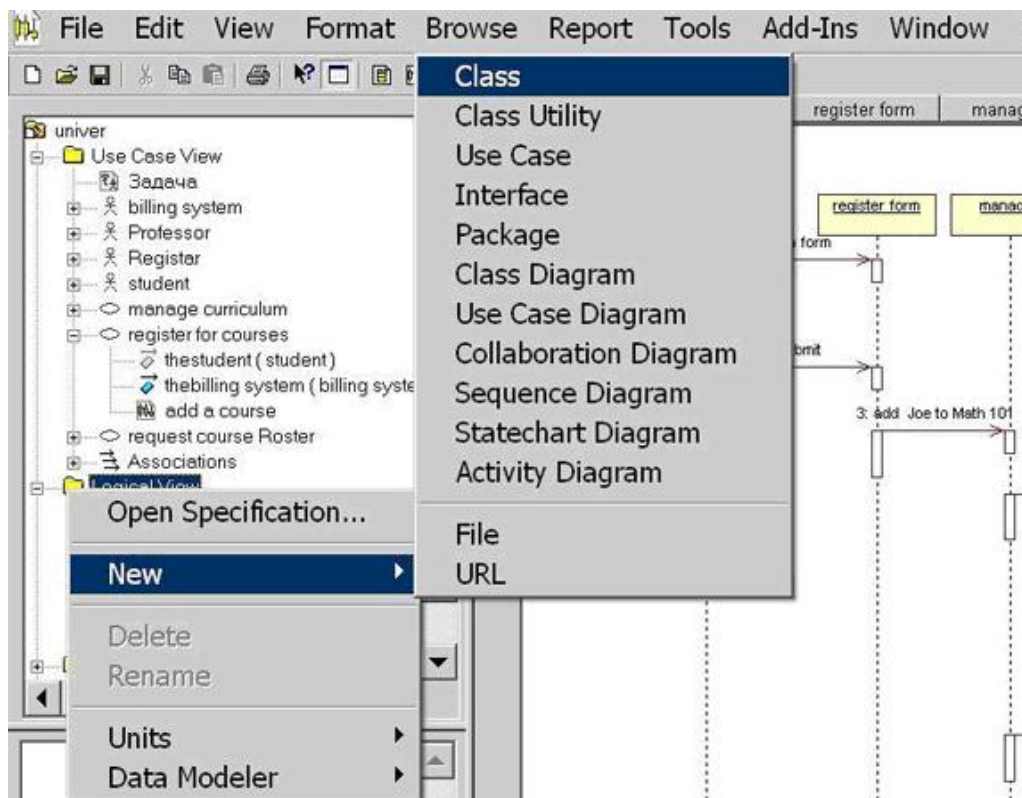 File Edit View Format Browse Report Tools Add-Ins Window
univer
Use Case View
Задача
billing system
Professor
Registar
student
manage curriculum
register for courses
thestudent ( student )
thebilling system ( billing syste
add a course
request course Roster
Associations
Logical View
Open Specification...
New
Delete
Rename
Units
Data Modeler
Class
Class Utility
Use Case
Interface
Package
Class Diagram
Use Case Diagram
Collaboration Diagram
Sequence Diagram
Statechart Diagram
Activity Diagram
File
URL
register form manag
register form manag
form
bmit
3: add Joe to Math 101